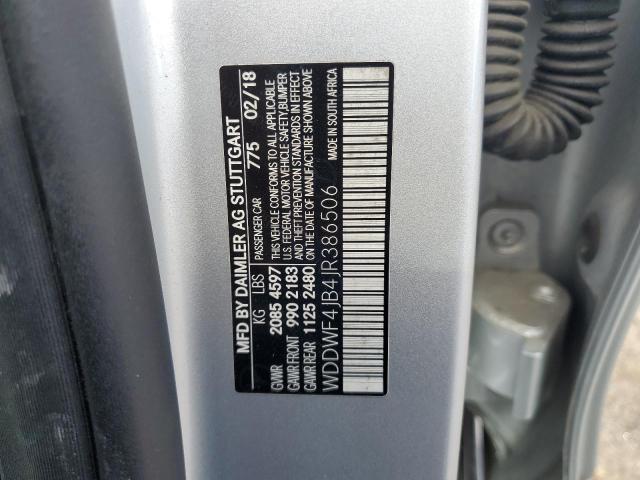 MFD BY DAIMLER AG STUTTGART
PASSENGER CAR 775 02/18
KG LBS THIS VEHICLE CONFORMS TO ALL APPLICABLE
U.S. FEDERAL MOTOR VEHICLE SAFETY, BUMPER
AND THEFT PREVENTION STANDARDS IN EFFECT
GVWR 2085 4597
GAWR FRONT 990 2183 ON THE DATE OF MANUFACTURE SHOWN ABOVE
GAWR REAR 1125 2480
MADE IN SOUTH AFRICA
WDDWF4JB4JR386506